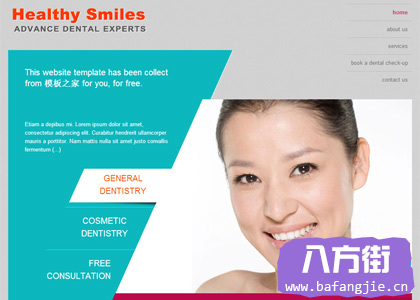 Healthy Smiles
ADVANCE DENTAL EXPERTS
home
about us
services
book a dental check-up
contact us
This website template has been collect
from 模板之家 for you, for free.
Etiam a depibus mi. Lorem ipsum dolor sit amet,
consectetur adipiscing elit. Curabitur hendrerit ullamcorper
mauris a porttitor. Nam mattis nulla sit amet justo convallis
fermentum (...)
GENERAL
DENTISTRY
COSMETIC
DENTISTRY
FREE
CONSULTATION
八方街
www.bafangjie.cn